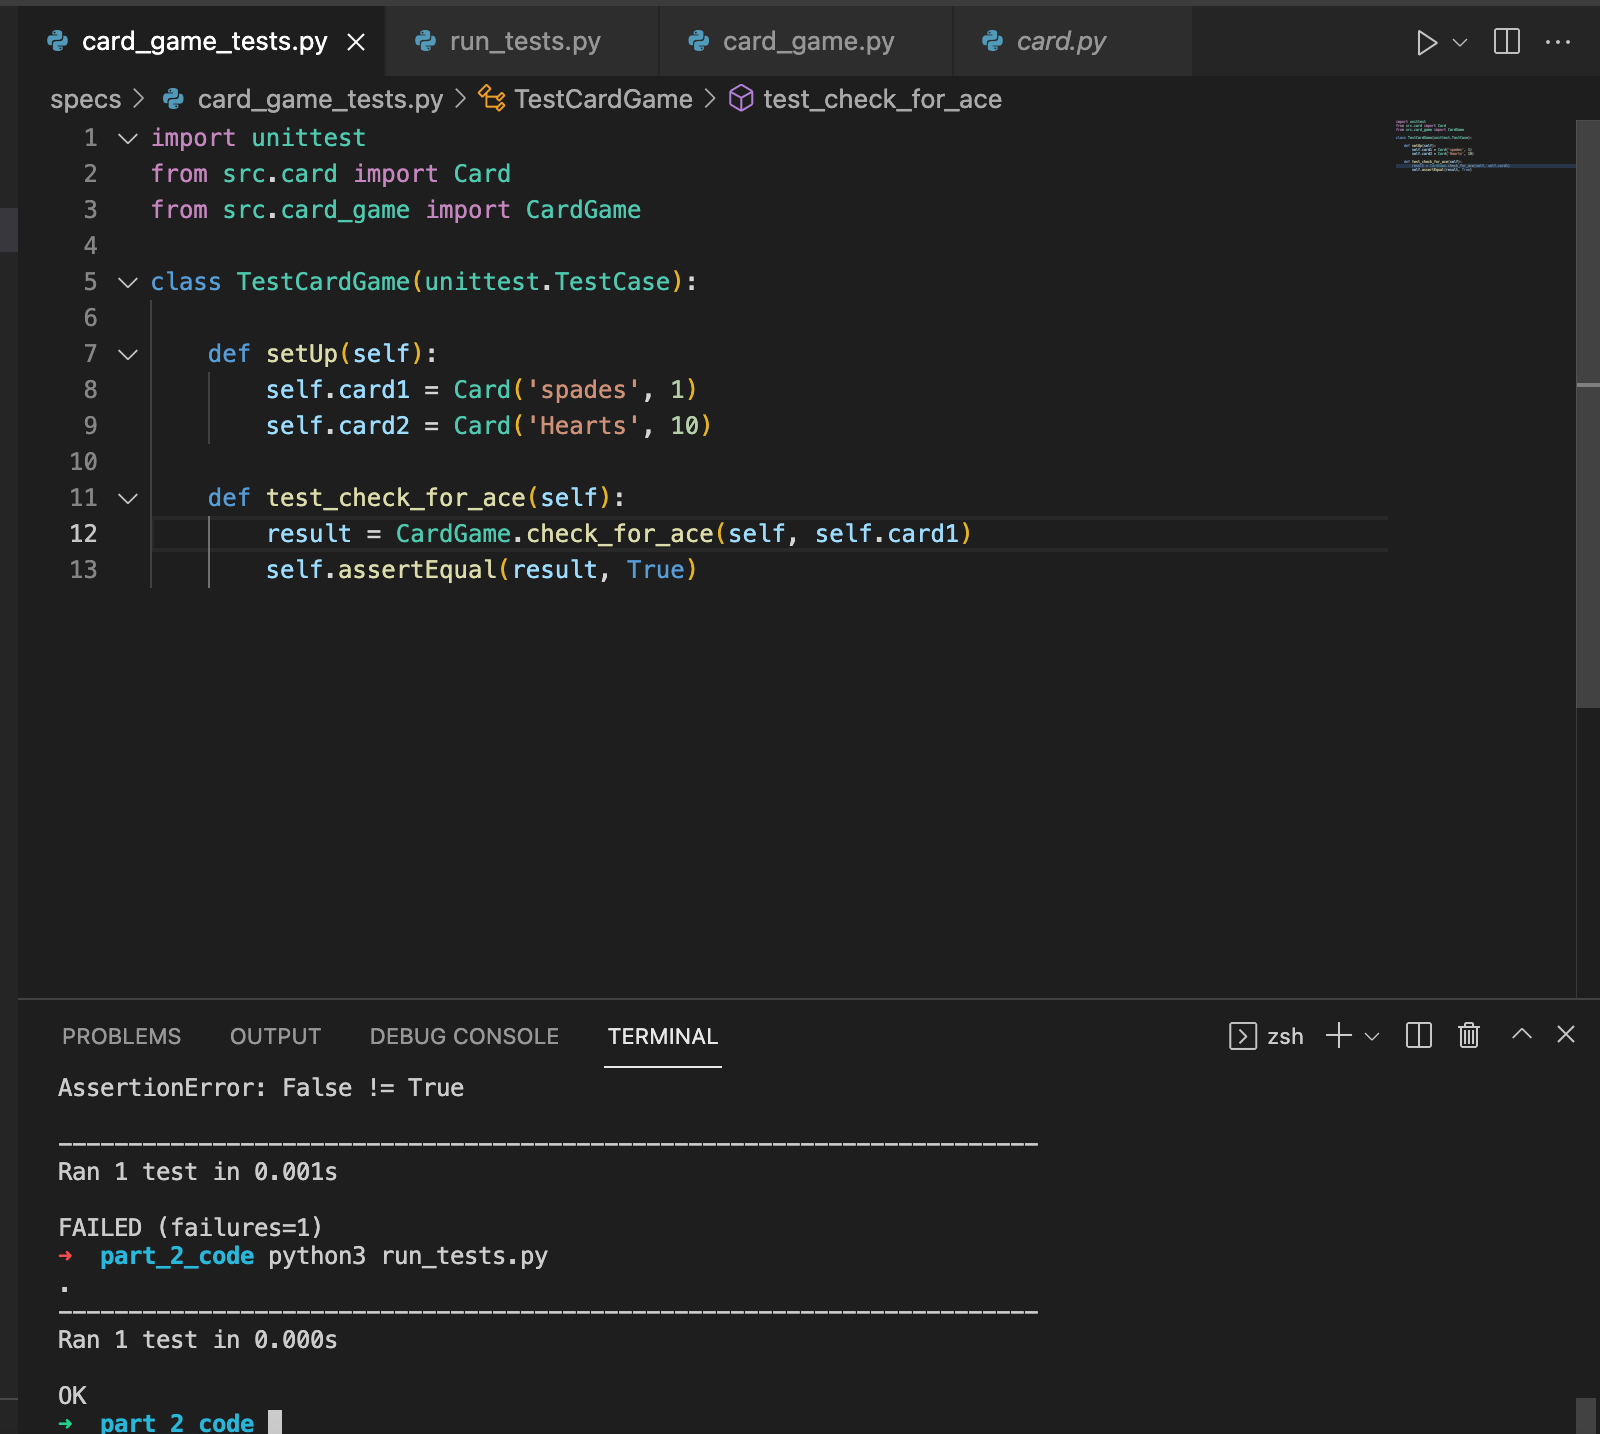 card_game_tests.py
run_tests.py
card_game.py
card.py
specs > card_game_tests.py > TestCardGame > test_check_for_ace
1 import unittest
2 from src.card import Card
3 from src.card_game import CardGame
4
5 class TestCardGame(unittest.TestCase):
6
7     def setUp(self):
8         self.card1 = Card('spades', 1)
9         self.card2 = Card('Hearts', 10)
10
11     def test_check_for_ace(self):
12         result = CardGame.check_for_ace(self, self.card1)
13         self.assertEqual(result, True)
PROBLEMS OUTPUT DEBUG CONSOLE TERMINAL zsh
AssertionError: False != True
----------------------------------------------------------------------
Ran 1 test in 0.001s
FAILED (failures=1)
→ part_2_code python3 run_tests.py
.
----------------------------------------------------------------------
Ran 1 test in 0.000s
OK
→ part_2_code